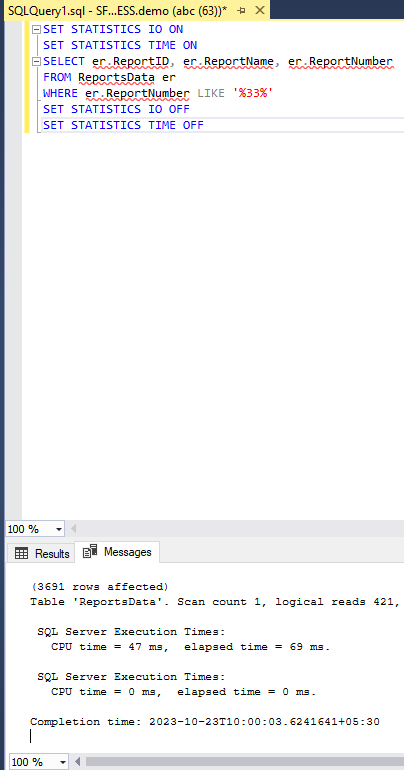 SQLQuery1.sql - SF...ESS.demo (abc (63))*
SET STATISTICS IO ON
SET STATISTICS TIME ON
SELECT er.ReportID, er.ReportName, er.ReportNumber
FROM ReportsData er
WHERE er.ReportNumber LIKE '%33%'
SET STATISTICS IO OFF
SET STATISTICS TIME OFF
100 %
Results Messages
(3691 rows affected)
Table 'ReportsData'. Scan count 1, logical reads 421,
SQL Server Execution Times:
CPU time = 47 ms, elapsed time = 69 ms.
SQL Server Execution Times:
CPU time = 0 ms, elapsed time = 0 ms.
Completion time: 2023-10-23T10:00:03.6241641+05:30
100 %